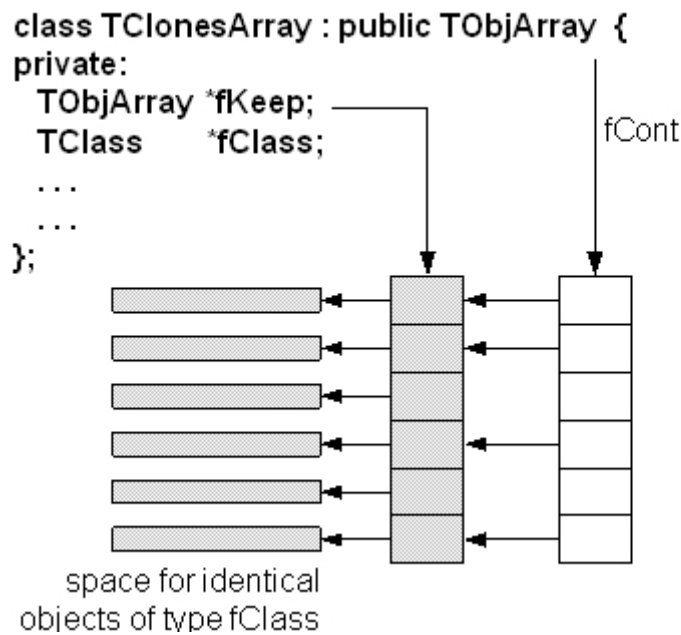 class TClonesArray : public TObjArray {
private:
TObjArray *fKeep;
TClass *fClass;
. . .
. . .
};
fCont
space for identical
objects of type fClass